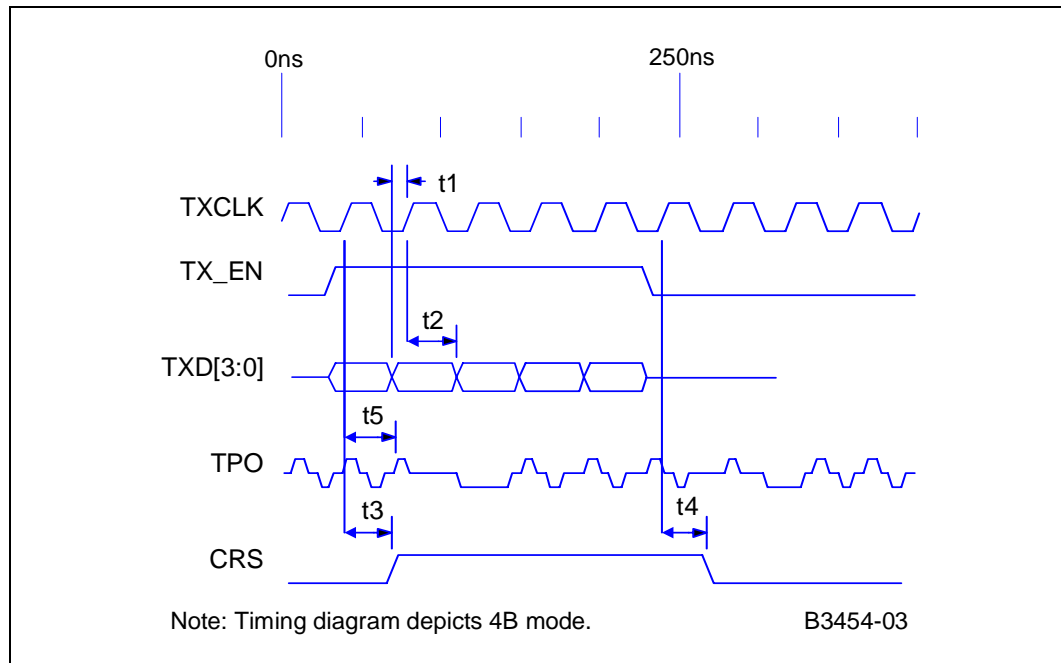 0ns 250ns
t1
TXCLK
TX_EN
t2
TXD[3:0]
t5
TPO
t3 t4
CRS
Note: Timing diagram depicts 4B mode. B3454-03